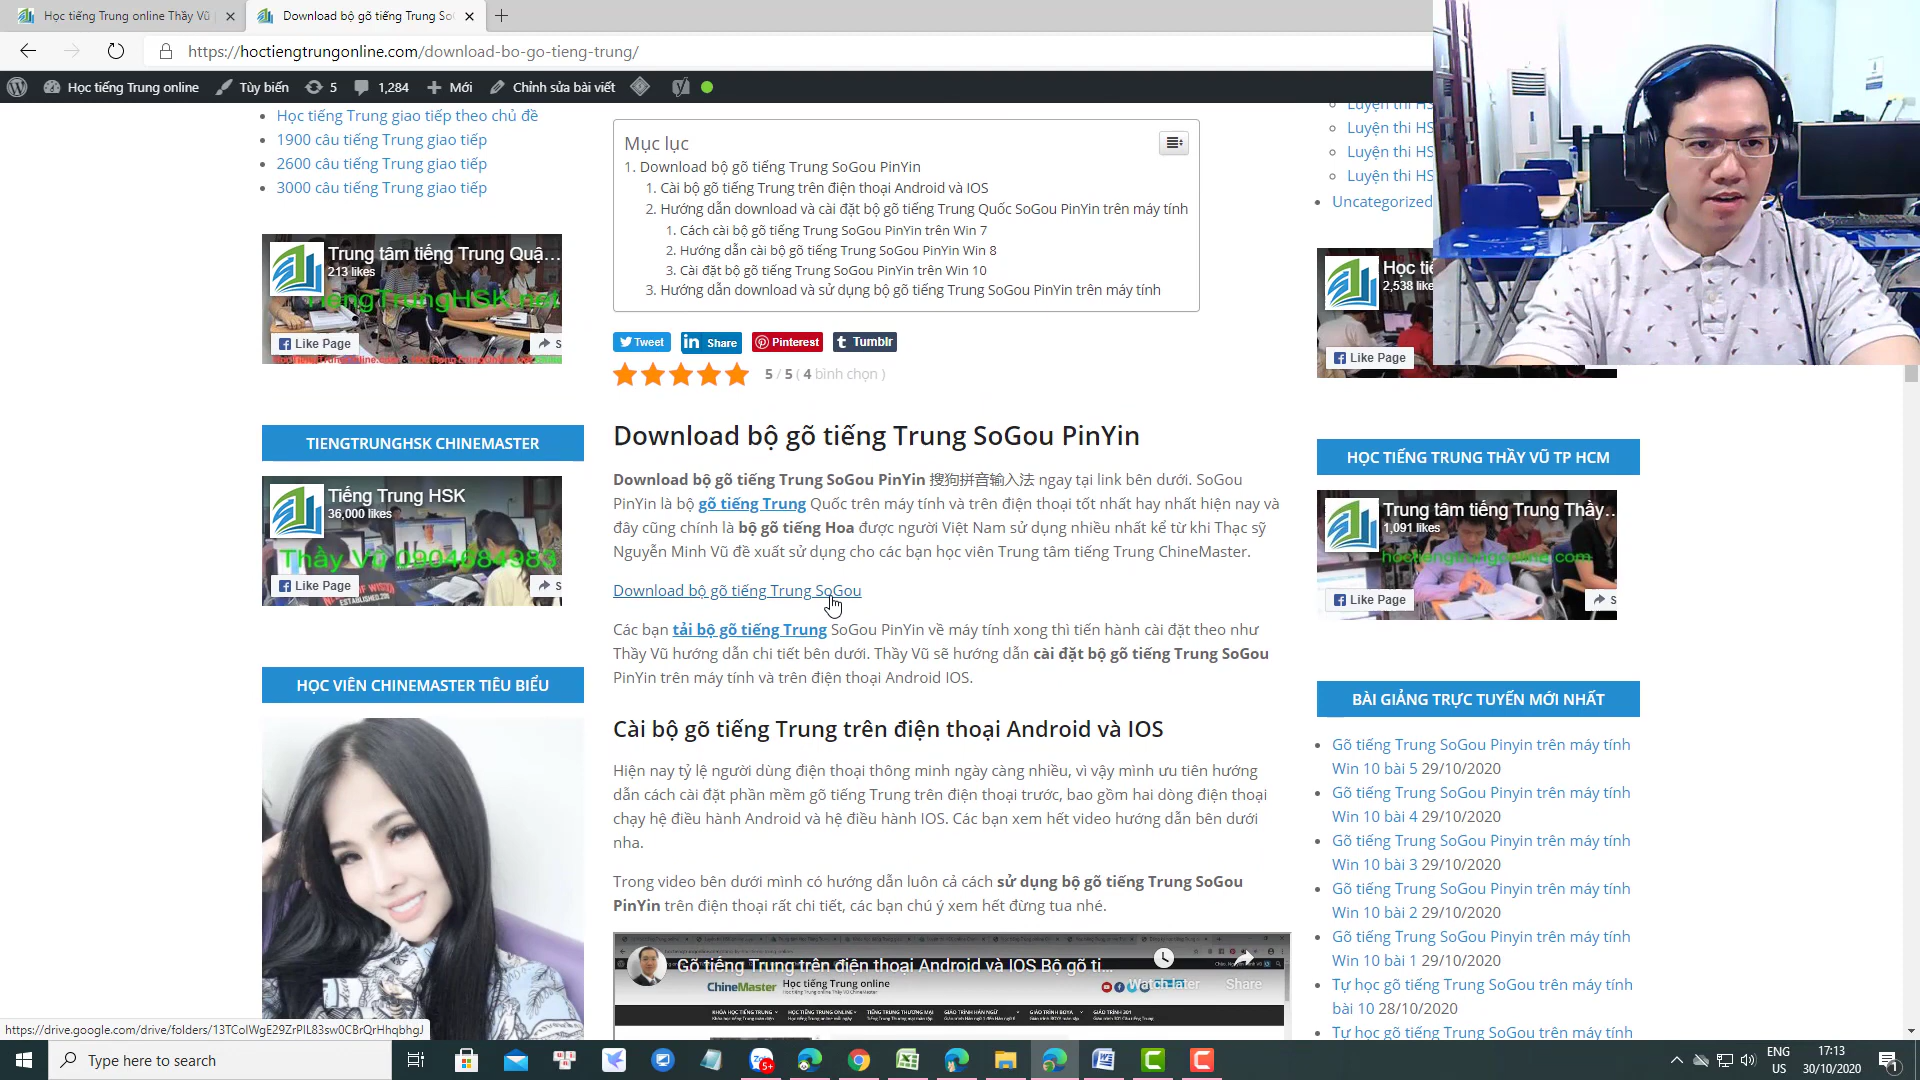 Học tiếng Trung online Thầy Vũ
Download bộ gõ tiếng Trung So
https://hoctiengtrungonline.com/download-bo-go-tieng-trung/
Học tiếng Trung online
Tùy biến
5
1,284
Mới
Chỉnh sửa bài viết
Học tiếng Trung giao tiếp theo chủ đề
1900 câu tiếng Trung giao tiếp
2600 câu tiếng Trung giao tiếp
3000 câu tiếng Trung giao tiếp
Trung tâm tiếng Trung Quậ...
213 likes
TiengTrungHSK.net
Like Page
S
TIENGTRUNGHSK CHINEMASTER
Tiếng Trung HSK
36,000 likes
Thầy Vũ 0904684983
Like Page
S
HỌC VIÊN CHINEMASTER TIÊU BIỂU
Mục lục
1. Download bộ gõ tiếng Trung SoGou PinYin
1. Cài bộ gõ tiếng Trung trên điện thoại Android và IOS
2. Hướng dẫn download và cài đặt bộ gõ tiếng Trung Quốc SoGou PinYin trên máy tính
1. Cách cài bộ gõ tiếng Trung SoGou PinYin trên Win 7
2. Hướng dẫn cài bộ gõ tiếng Trung SoGou PinYin Win 8
3. Cài đặt bộ gõ tiếng Trung SoGou PinYin trên Win 10
3. Hướng dẫn download và sử dụng bộ gõ tiếng Trung SoGou PinYin trên máy tính
Tweet
in Share
Pinterest
t Tumblr
5 / 5 ( 4 bình chọn )
Download bộ gõ tiếng Trung SoGou PinYin
Download bộ gõ tiếng Trung SoGou PinYin 搜狗拼音输入法 ngay tại link bên dưới. SoGou
PinYin là bộ gõ tiếng Trung Quốc trên máy tính và trên điện thoại tốt nhất hay nhất hiện nay và
đây cũng chính là bộ gõ tiếng Hoa được người Việt Nam sử dụng nhiều nhất kể từ khi Thạc sỹ
Nguyễn Minh Vũ đề xuất sử dụng cho các bạn học viên Trung tâm tiếng Trung ChineMaster.
Download bộ gõ tiếng Trung SoGou
Các bạn tải bộ gõ tiếng Trung SoGou PinYin về máy tính xong thì tiến hành cài đặt theo như
Thầy Vũ hướng dẫn chi tiết bên dưới. Thầy Vũ sẽ hướng dẫn cài đặt bộ gõ tiếng Trung SoGou
PinYin trên máy tính và trên điện thoại Android IOS.
Cài bộ gõ tiếng Trung trên điện thoại Android và IOS
Hiện nay tỷ lệ người dùng điện thoại thông minh ngày càng nhiều, vì vậy mình ưu tiên hướng
dẫn cách cài đặt phần mềm gõ tiếng Trung trên điện thoại trước, bao gồm hai dòng điện thoại
chạy hệ điều hành Android và hệ điều hành IOS. Các bạn xem hết video hướng dẫn bên dưới
nha.
Trong video bên dưới mình có hướng dẫn luôn cả cách sử dụng bộ gõ tiếng Trung SoGou
PinYin trên điện thoại rất chi tiết, các bạn chú ý xem hết đừng tua nhé.
Gõ tiếng Trung trên điện thoại Android và IOS Bộ gõ ti...
ChineMaster
Học tiếng Trung online
Watch later
Share
Luyện thi HS
Luyện thi HS
Luyện thi HS
Luyện thi HS
Uncategorized
Học tiế
2,538 like
Like Page
HỌC TIẾNG TRUNG THẦY VŨ TP HCM
Trung tâm tiếng Trung Thầy...
1,091 likes
hoctiengtrungonline.com
Like Page
S
BÀI GIẢNG TRỰC TUYẾN MỚI NHẤT
Gõ tiếng Trung SoGou Pinyin trên máy tính
Win 10 bài 5 29/10/2020
Gõ tiếng Trung SoGou Pinyin trên máy tính
Win 10 bài 4 29/10/2020
Gõ tiếng Trung SoGou Pinyin trên máy tính
Win 10 bài 3 29/10/2020
Gõ tiếng Trung SoGou Pinyin trên máy tính
Win 10 bài 2 29/10/2020
Gõ tiếng Trung SoGou Pinyin trên máy tính
Win 10 bài 1 29/10/2020
Tự học gõ tiếng Trung SoGou trên máy tính
bài 10 28/10/2020
Tự học gõ tiếng Trung SoGou trên máy tính
https://drive.google.com/drive/folders/13TColWgE29ZrPlL83sw0CBrQrHhqbhgJ
Type here to search
ENG
US
17:13
30/10/2020